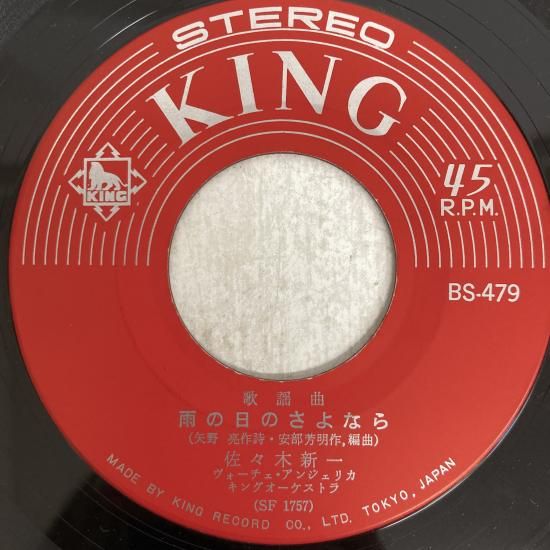 STEREO
KING
KING
45
R.P.M.
BS-479
歌謡曲
雨の日のさよなら
(矢野 亮作詩・安部芳明作,編曲)
佐々木新一
ヴォーチェ・アンジェリカ
キングオーケストラ
(SF 1757)
MADE BY KING RECORD CO., LTD. TOKYO, JAPAN